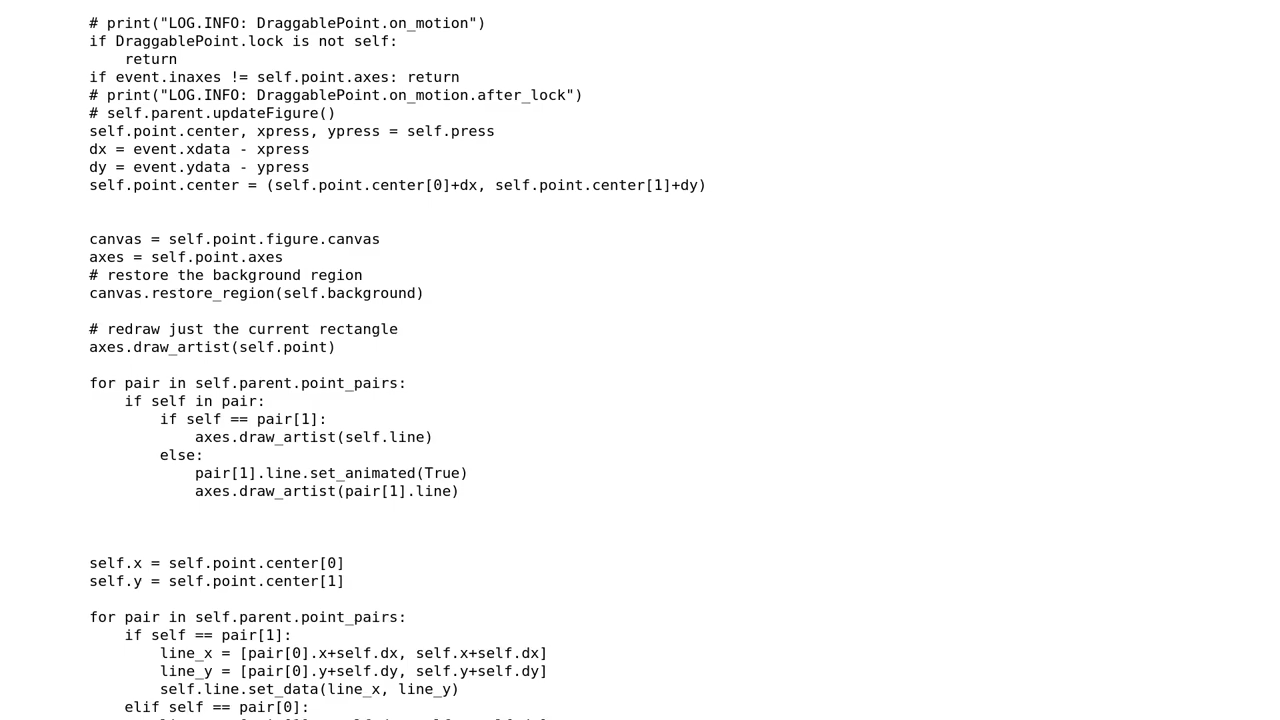 # print("LOG.INFO: DraggablePoint.on_motion")
if DraggablePoint.lock is not self:
return
if event.inaxes != self.point.axes: return
# print("LOG.INFO: DraggablePoint.on_motion.after_lock")
# self.parent.updateFigure()
self.point.center, xpress, ypress = self.press
dx = event.xdata - xpress
dy = event.ydata - ypress
self.point.center = (self.point.center[0]+dx, self.point.center[1]+dy)
canvas = self.point.figure.canvas
axes = self.point.axes
# restore the background region
canvas.restore_region(self.background)
# redraw just the current rectangle
axes.draw_artist(self.point)
for pair in self.parent.point_pairs:
if self in pair:
if self == pair[1]:
axes.draw_artist(self.line)
else:
pair[1].line.set_animated(True)
axes.draw_artist(pair[1].line)
self.x = self.point.center[0]
self.y = self.point.center[1]
for pair in self.parent.point_pairs:
if self == pair[1]:
line_x = [pair[0].x+self.dx, self.x+self.dx]
line_y = [pair[0].y+self.dy, self.y+self.dy]
self.line.set_data(line_x, line_y)
elif self == pair[0]: